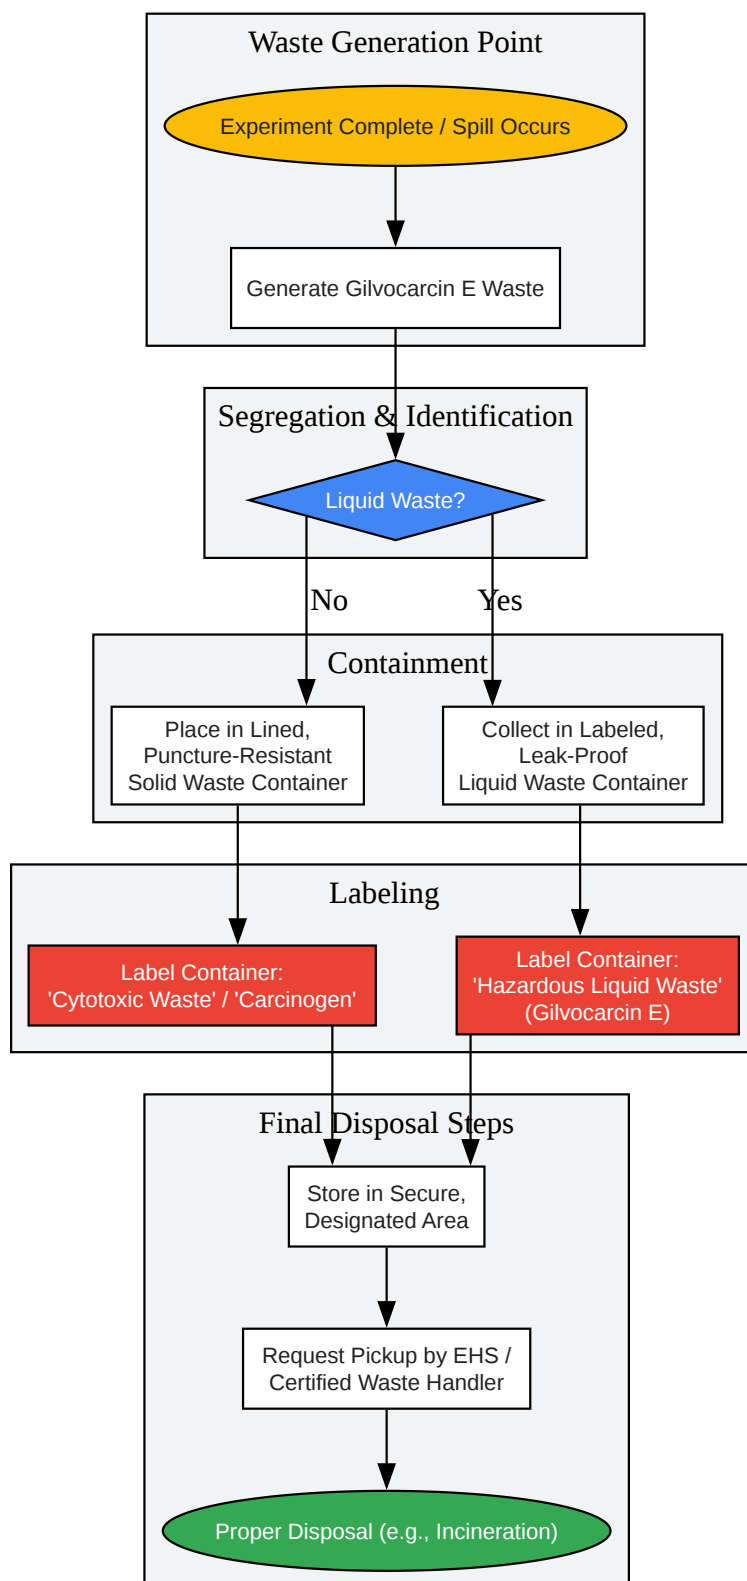 Waste Generation Point
Experiment Complete / Spill Occurs
Generate Gilvocarcin E Waste
Segregation & Identification
Liquid Waste?
No
Yes
Containment
Place in Lined,
Puncture-Resistant
Solid Waste Container
Collect in Labeled,
Leak-Proof
Liquid Waste Container
Labeling
Label Container:
'Cytotoxic Waste' / 'Carcinogen'
Label Container:
'Hazardous Liquid Waste'
(Gilvocarcin E)
Final Disposal Steps
Store in Secure,
Designated Area
Request Pickup by EHS /
Certified Waste Handler
Proper Disposal (e.g., Incineration)